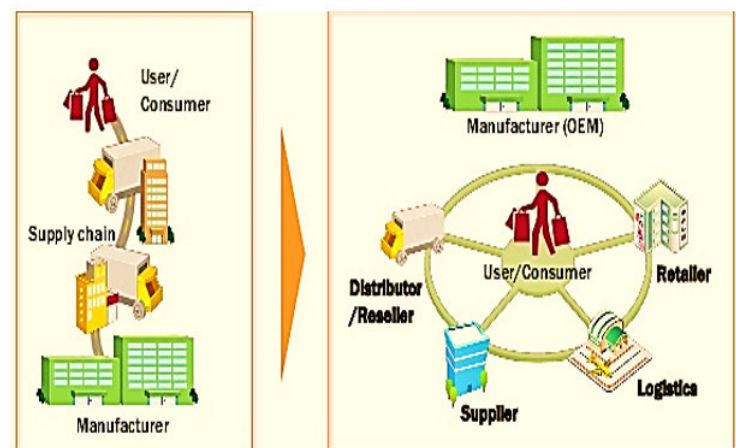 User/
Consumer
Supply chain
Manufacturer
Manufacturer (OEM)
User/Consumer
Distributor
/Reseller
Retailer
Supplier
Logistics